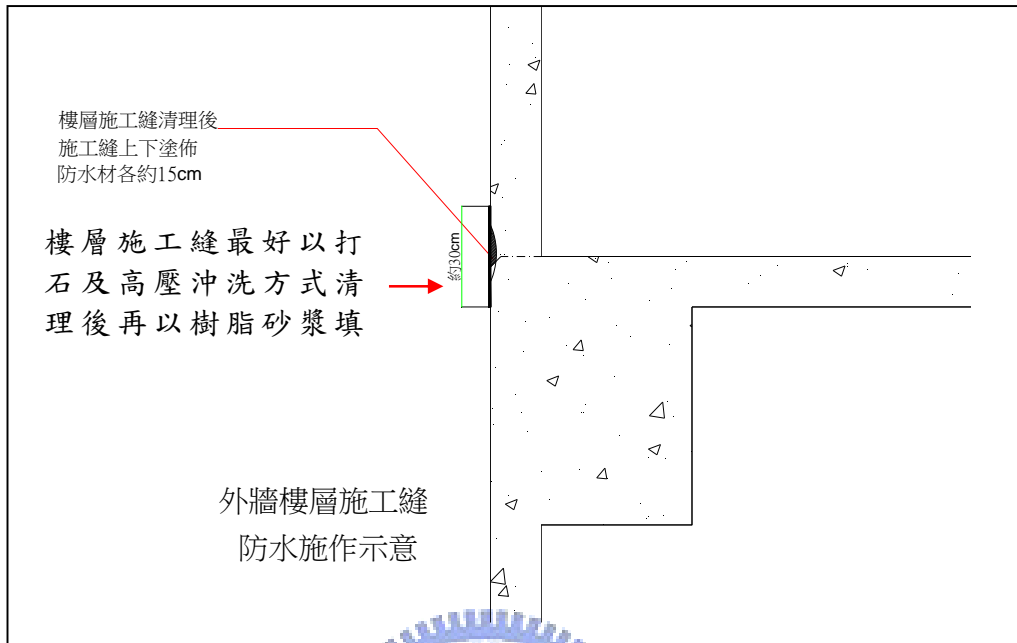 樓層施工縫清理後
施工縫上下塗佈
防水材各約15cm
樓層施工縫最好以打
石及高壓沖洗方式清
理後再以樹脂砂漿填
約30cm
外牆樓層施工縫
防水施作示意